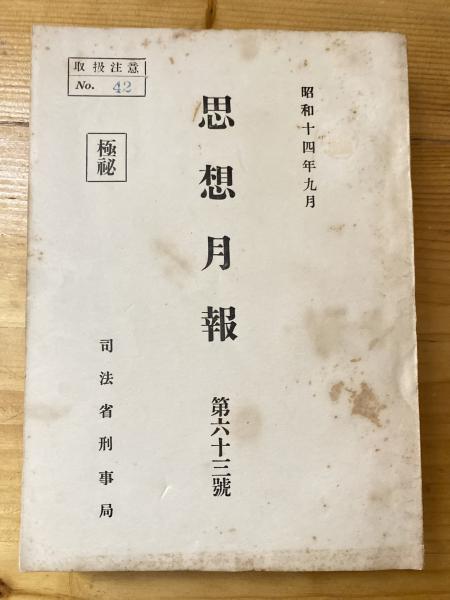 昭和十四年九月
思想月報
第六十三號
取扱注意
No. 42
極祕
司法省刑事局